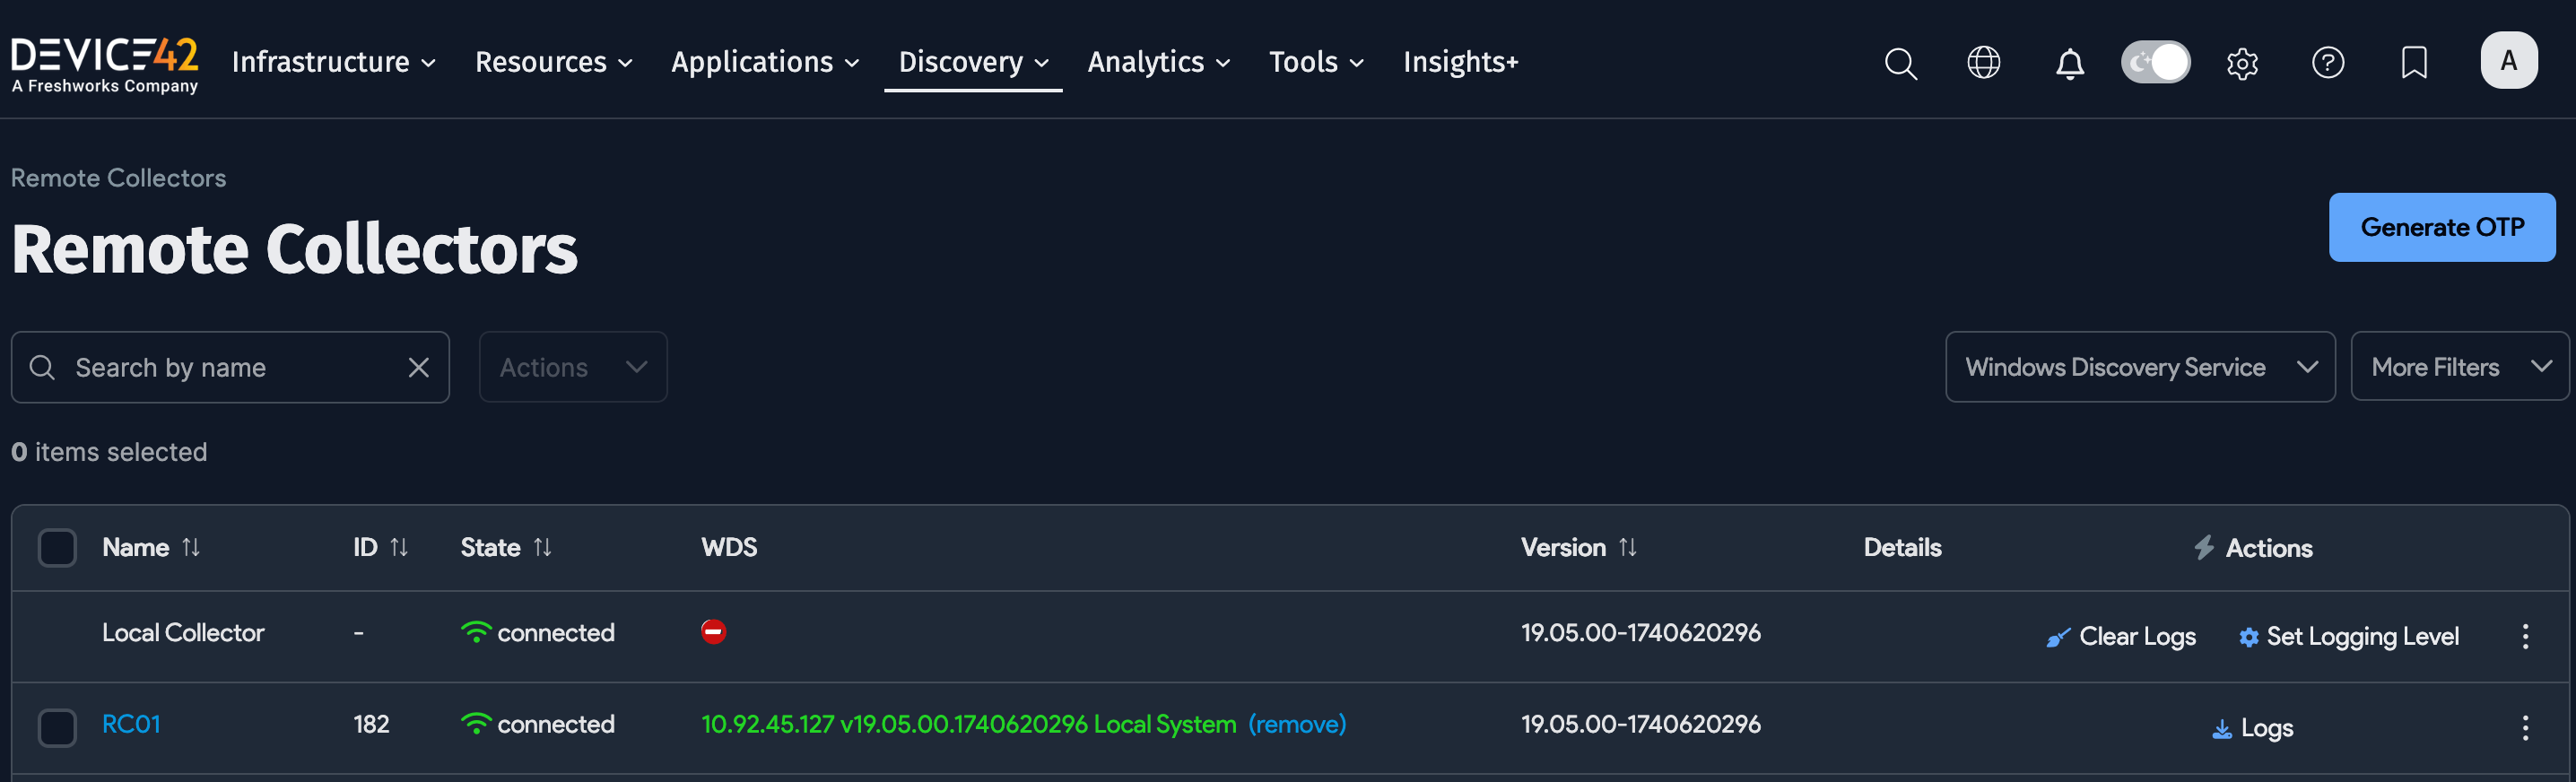 DEVICE42
A Freshworks Company
Infrastructure Resources Applications Discovery Analytics Tools Insights+
A
Remote Collectors
Remote Collectors
Generate OTP
Search by name Actions Windows Discovery Service More Filters
0 items selected
Name ID State WDS Version Details Actions
Local Collector - connected 19.05.00-1740620296 Clear Logs Set Logging Level
RC01 182 connected 10.92.45.127 v19.05.00.1740620296 Local System (remove) 19.05.00-1740620296 Logs